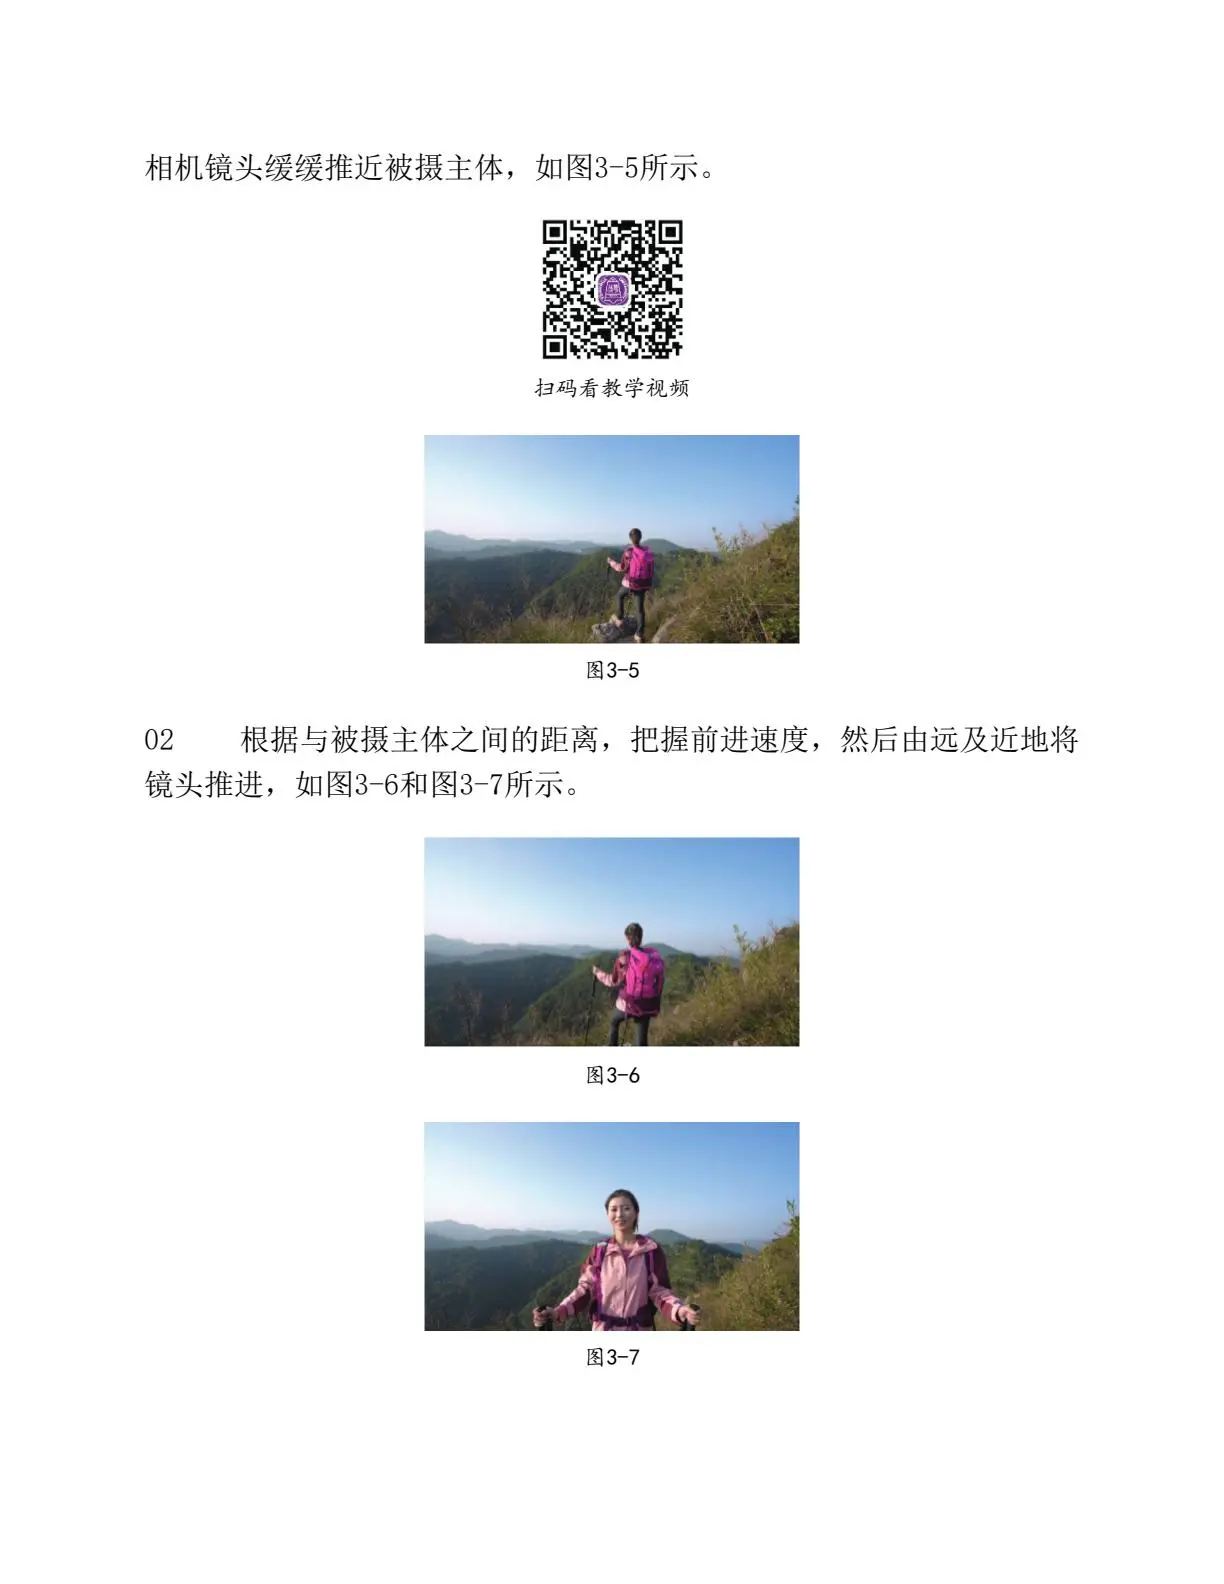 相机镜头缓缓推近被摄主体，如图3-5所示。
扫码看教学视频
图3-5
02 根据与被摄主体之间的距离，把握前进速度，然后由远及近地将
镜头推进，如图3-6和图3-7所示。
图3-6
图3-7